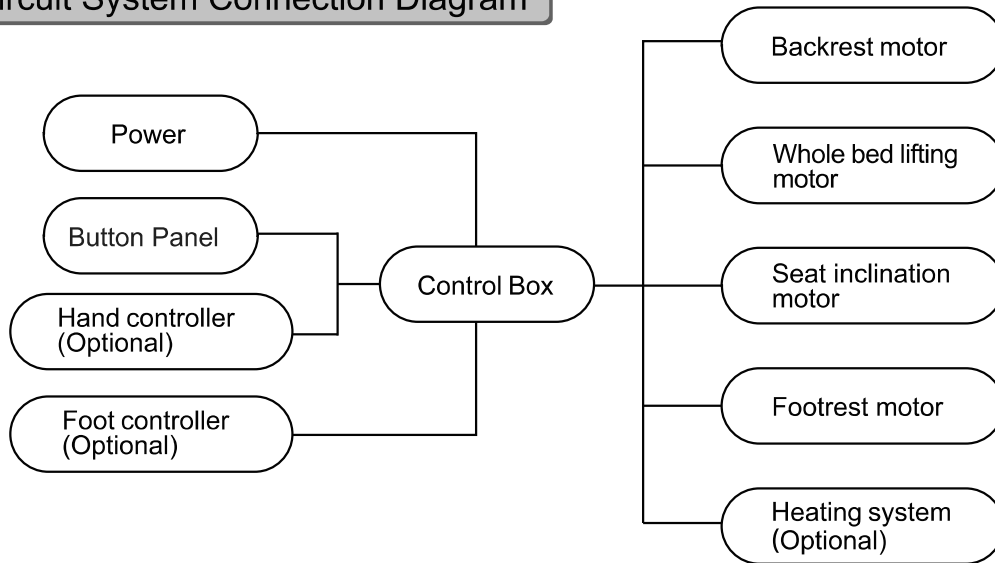 rcuit System Connection Diagram
Power
Button Panel
Hand controller
(Optional)
Foot controller
(Optional)
Control Box
Backrest motor
Whole bed lifting
motor
Seat inclination
motor
Footrest motor
Heating system
(Optional)